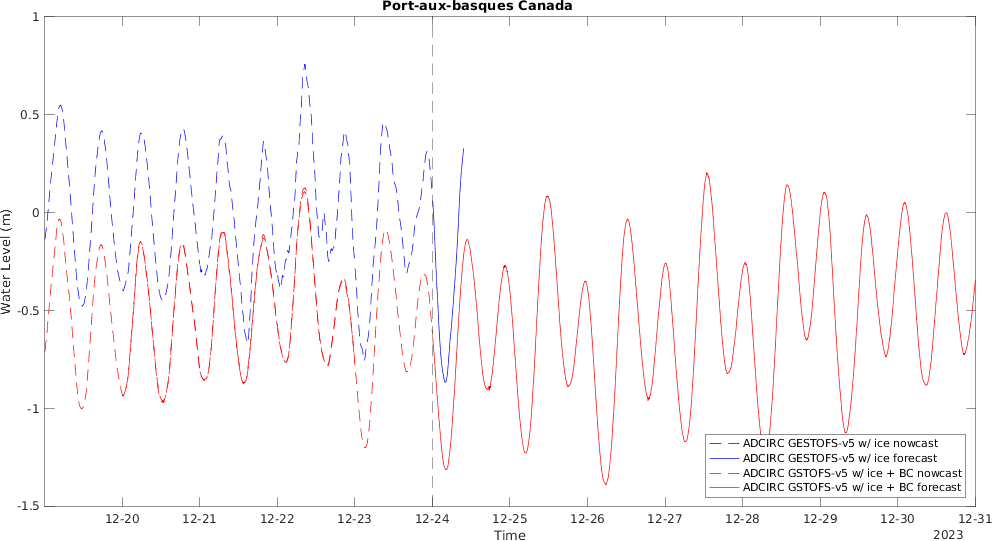 Port-aux-basques Canada
1
0.5
0
-0.5
-1
-1.5
Water Level (m)
12-20 12-21 12-22 12-23 12-24 12-25 12-26 12-27 12-28 12-29 12-30 12-31
Time
2023
ADCIRC GESTOFS-v5 w/ ice nowcast
ADCIRC GESTOFS-v5 w/ ice forecast
ADCIRC GSTOFS-v5 w/ ice + BC nowcast
ADCIRC GSTOFS-v5 w/ ice + BC forecast